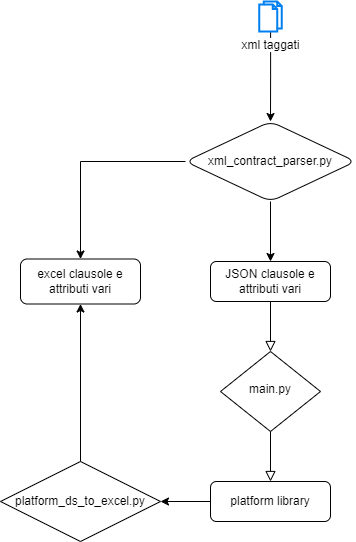 xml taggati
xml_contract_parser.py
excel clausole e
attributi vari
JSON clausole e
attributi vari
main.py
platform_ds_to_excel.py
platform library